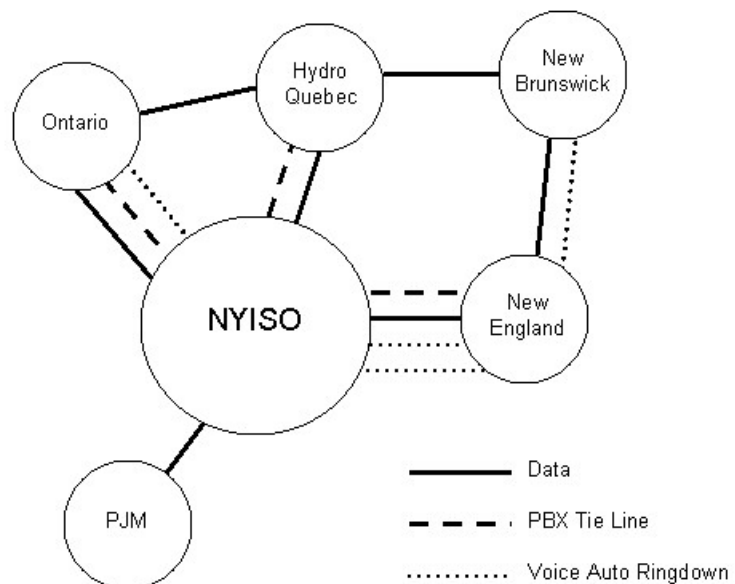 New
Brunswick
Hydro
Quebec
Ontario
NYISO
New
England
PJM
Data
PBX Tie Line
Voice Auto Ringdown